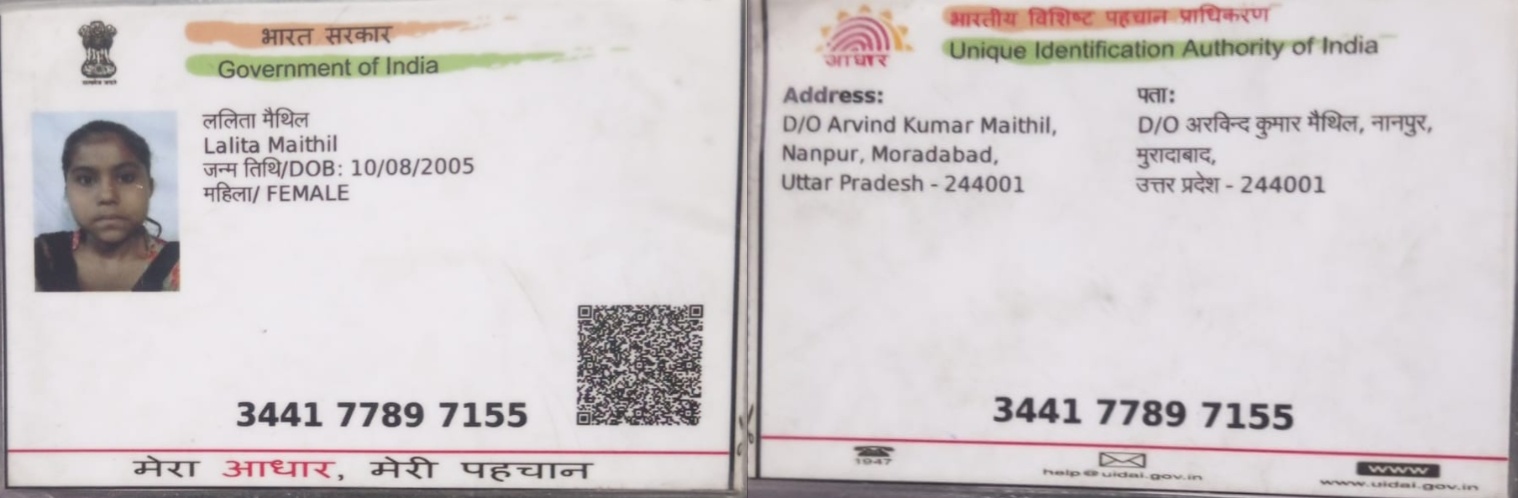 भारत सरकार
Government of India
ललिता मैथिल
Lalita Maithil
जन्म तिथि/DOB: 10/08/2005
महिला/ FEMALE
3441 7789 7155
मेरा आधार, मेरी पहचान
भारतीय विशिष्ट पहचान प्राधिकरण
Unique Identification Authority of India
आधार
Address:
D/O Arvind Kumar Maithil,
Nanpur, Moradabad,
Uttar Pradesh - 244001
पता:
D/O अरविन्द कुमार मैथिल, नानपुर,
मुरादाबाद,
उत्तर प्रदेश - 244001
3441 7789 7155
1947
help@uidai.gov.in
www
www.uidai.gov.in